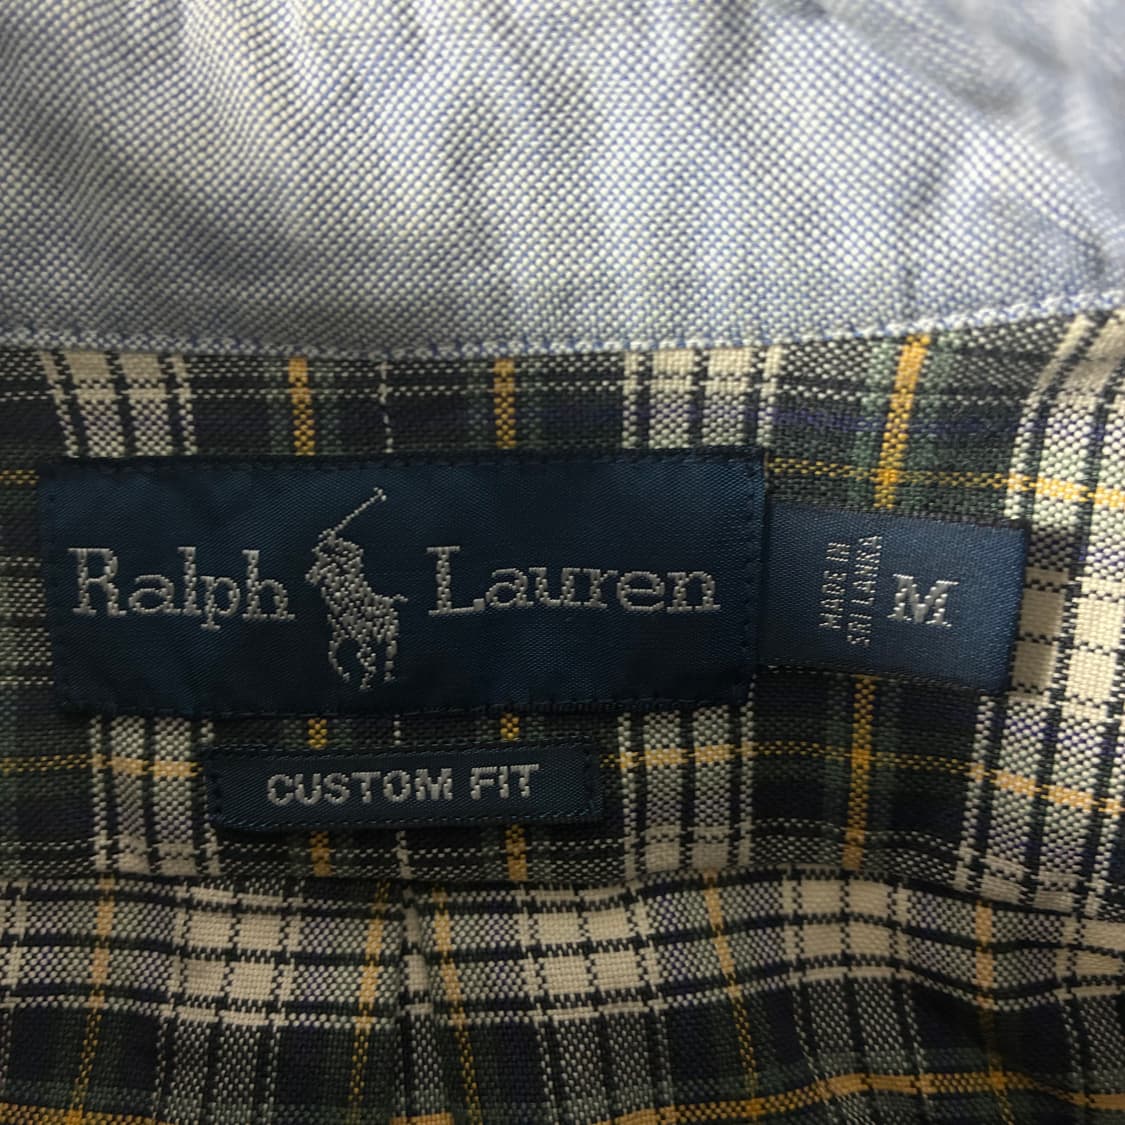 Ralph Lauren
MADE IN
SRI LANKA
M
CUSTOM FIT